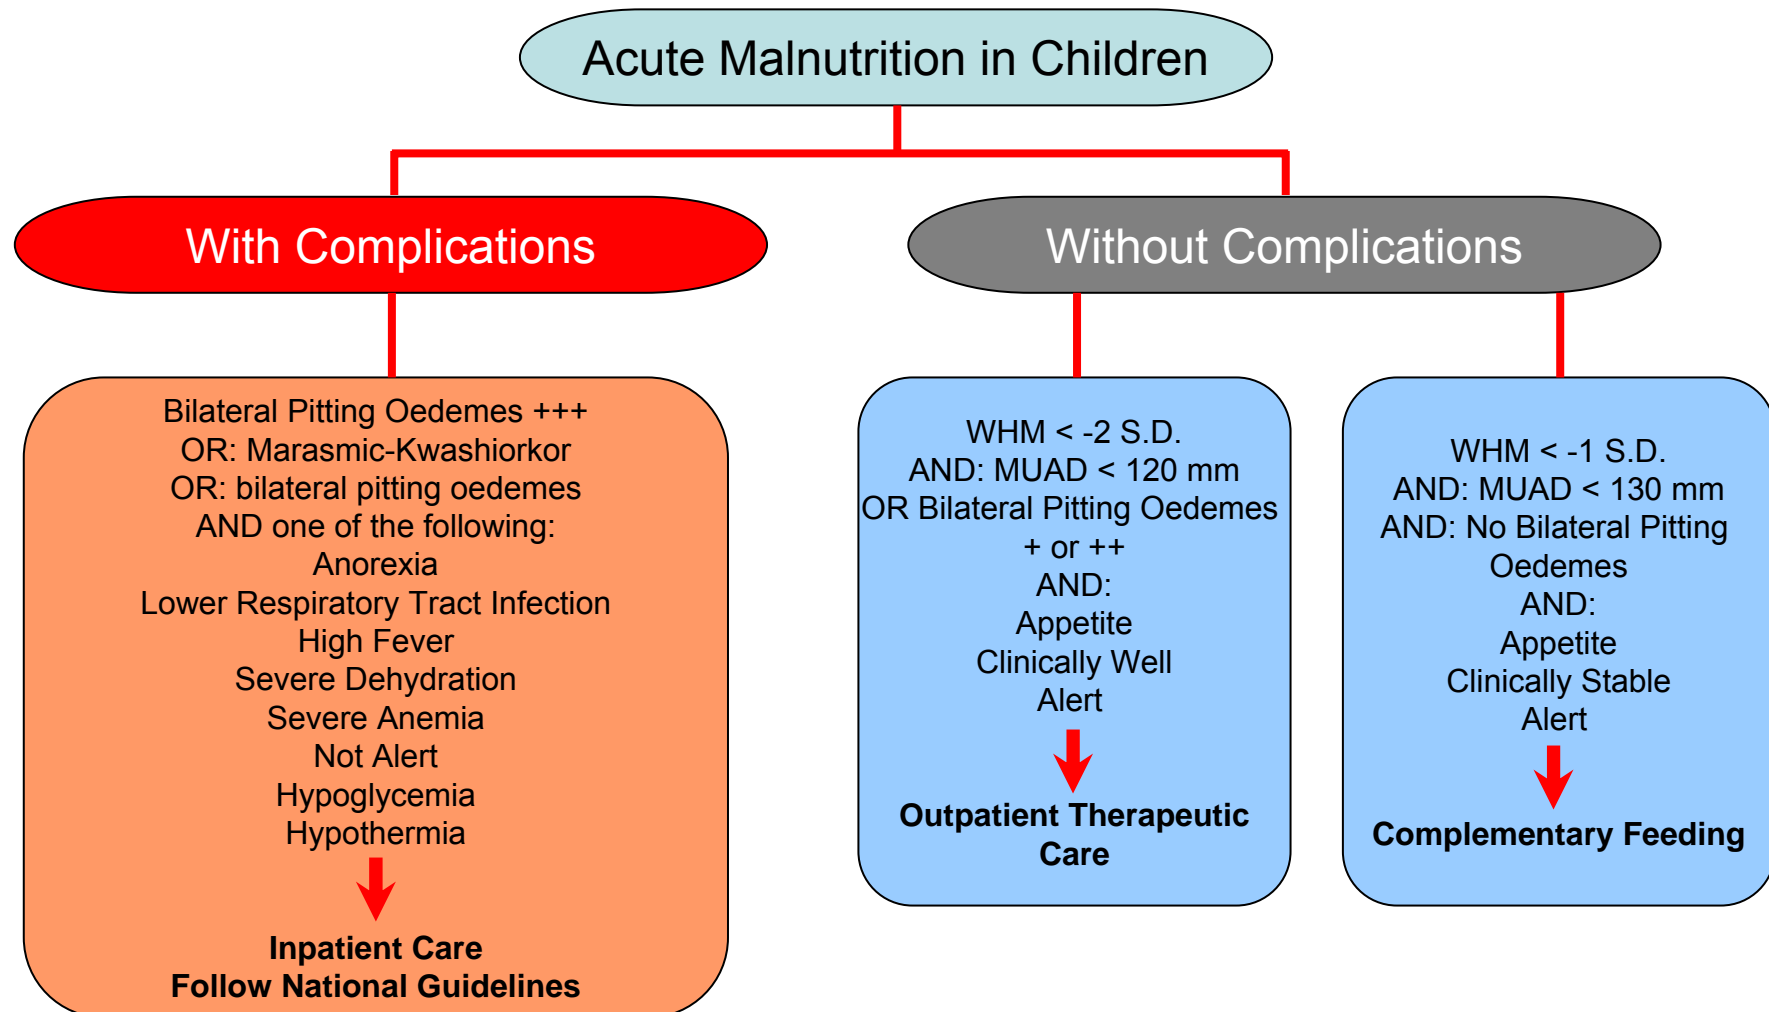 Acute Malnutrition in Children
With Complications
Without Complications
Bilateral Pitting Oedemes +++
OR: Marasmic-Kwashiorkor
OR: bilateral pitting oedemes
AND one of the following:
Anorexia
Lower Respiratory Tract Infection
High Fever
Severe Dehydration
Severe Anemia
Not Alert
Hypoglycemia
Hypothermia
Inpatient Care
Follow National Guidelines
WHM < -2 S.D.
AND: MUAD < 120 mm
OR Bilateral Pitting Oedemes
+ or ++
AND:
Appetite
Clinically Well
Alert
Outpatient Therapeutic
Care
WHM < -1 S.D.
AND: MUAD < 130 mm
AND: No Bilateral Pitting
Oedemes
AND:
Appetite
Clinically Stable
Alert
Complementary Feeding